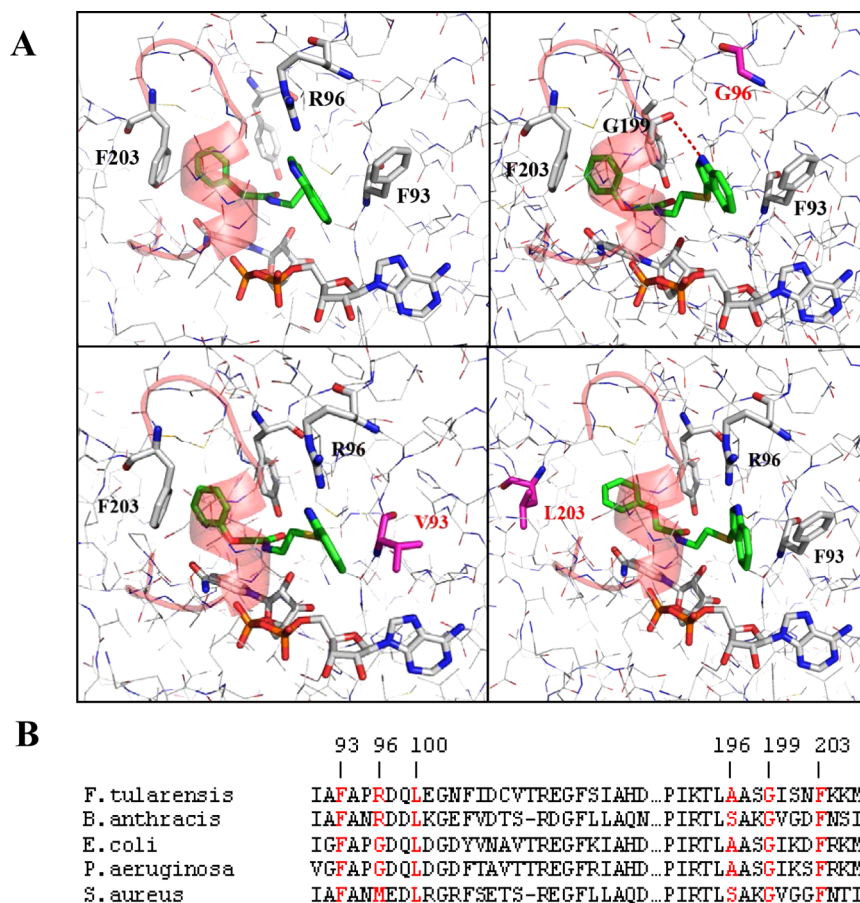 A
R96
F203
F93
G96
G199
F203
F93
R96
F203
V93
R96
L203
F93
B
93 96 100 196 199 203
F.tularensis IAFAPRDQLEGNFIDCVTREGFSIAHD…PIKTLAASGISNFKKM
B.anthracis IAFANRDDLKGEFVDTS-RDGFLLAQN…PIRTLSAKGVGDFNSI
E.coli IGFAPGDQLDGDYVNAVTREGFKIAHD…PIRTLAASGIKDFRKM
P.aeruginosa VGFAPGDQLDGDFTAVTTREGFRIAHD…PIRTLAASGIKSFRKM
S.aureus IAFANMEDLRGRFSETS-REGFLLAQD…PIRTLSAKGVGGFNTI